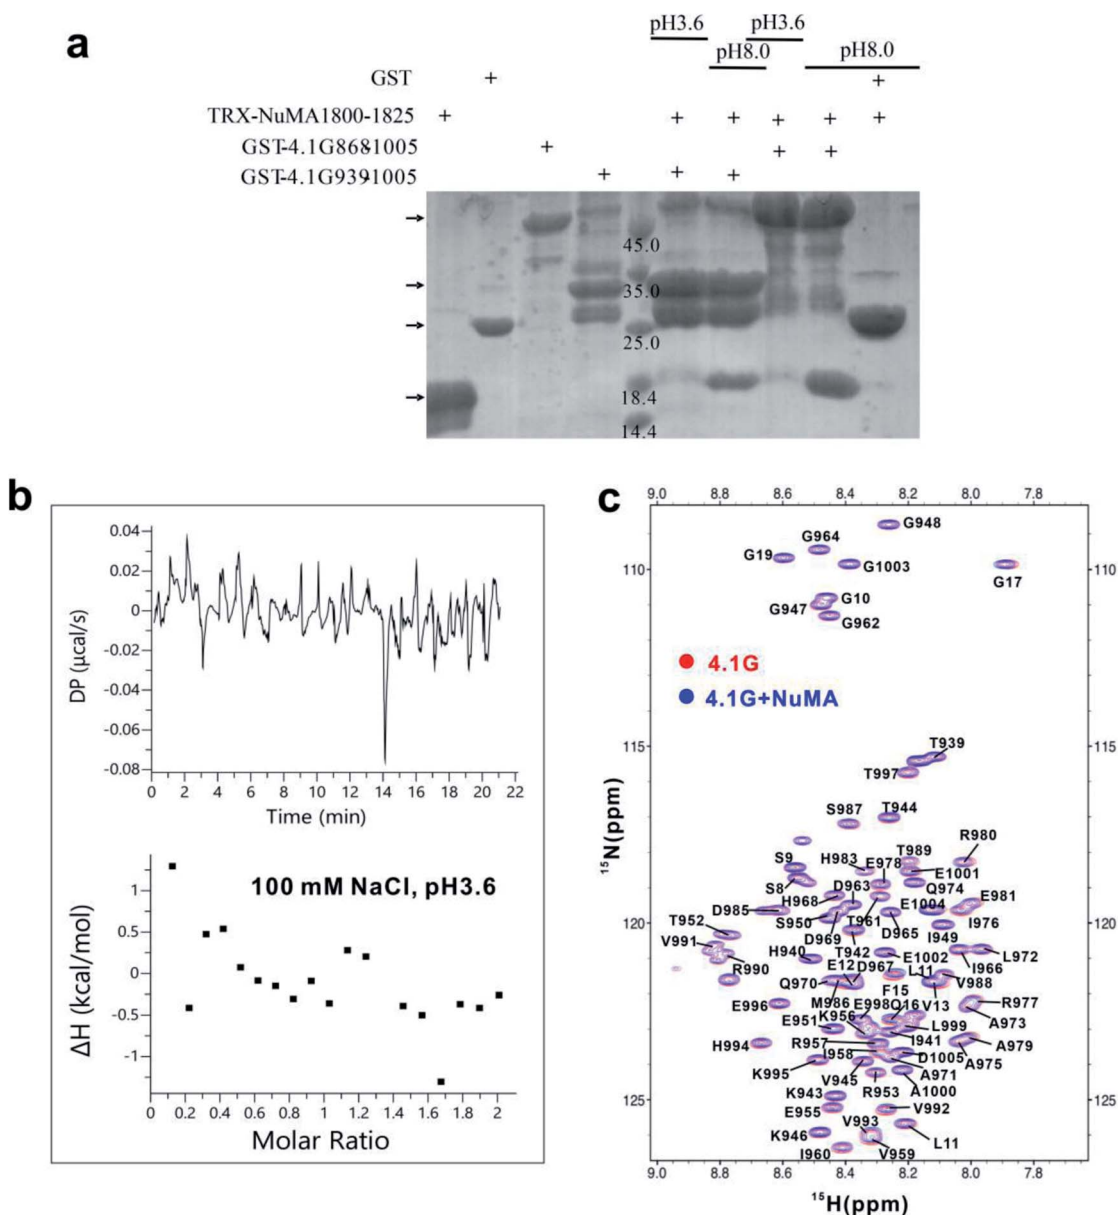 a
pH3.6 pH3.6
pH8.0 pH8.0
GST + +
TRX-NuMA1800-1825 + + + + + +
GST-4.1G868-1005 + + +
GST-4.1G939-1005 + + +
45.0
35.0
25.0
18.4
14.4
b
0.04
0.02
0
-0.02
-0.04
-0.06
-0.08
DP (µcal/s)
0 2 4 6 8 10 12 14 16 18 20 22
Time (min)
100 mM NaCl, pH3.6
1
0.5
0
-0.5
-1
ΔH (kcal/mol)
0 0.2 0.4 0.6 0.8 1 1.2 1.4 1.6 1.8 2
Molar Ratio
c
9.0 8.8 8.6 8.4 8.2 8.0 7.8
G948
G964
G19 G1003
110 110
G17
G10
G947
G962
4.1G
4.1G+NuMA
115 115
T939
T997
S987 T944
R980
T989
S9 H983 E978
E1001
S8 D963 Q974
H968 E981
D985 E1004
S950 T961
T952 D965 I976
120 120
D969 I949
V991 T942
H940 E1002 I966 L972
R990 E12 D967
L11 V988
Q970
F15
M986 V13 R977
E996 E998 Q16
K956
E951 L999 A973
I941
H994 R957 A979
I958 D1005
A975
K995 A971
V945 A1000
R953
K943
125 125
E955 V992
V993
K946
L11
I960 V959
9.0 8.8 8.6 8.4 8.2 8.0 7.8
15N(ppm)
15H(ppm)